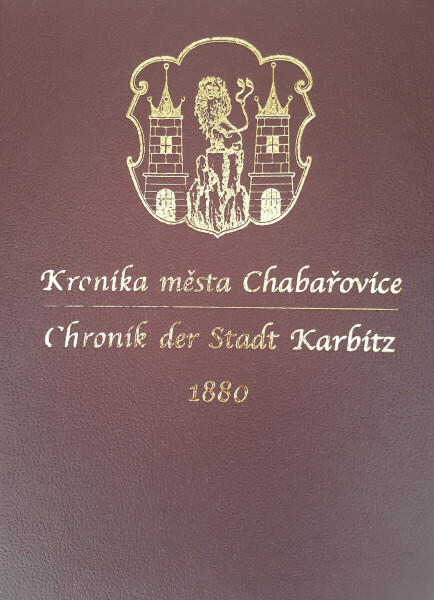 Kronika města Chabařovice
Chronik der Stadt Karbitz
1880